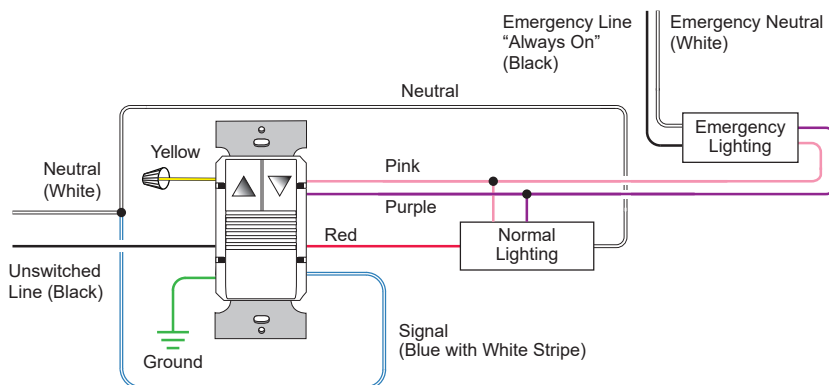 Emergency Line
“Always On”
(Black)
Emergency Neutral
(White)
Neutral
Emergency
Lighting
Yellow
Neutral
(White)
Pink
Purple
Red
Normal
Lighting
Unswitched
Line (Black)
Signal
(Blue with White Stripe)
Ground